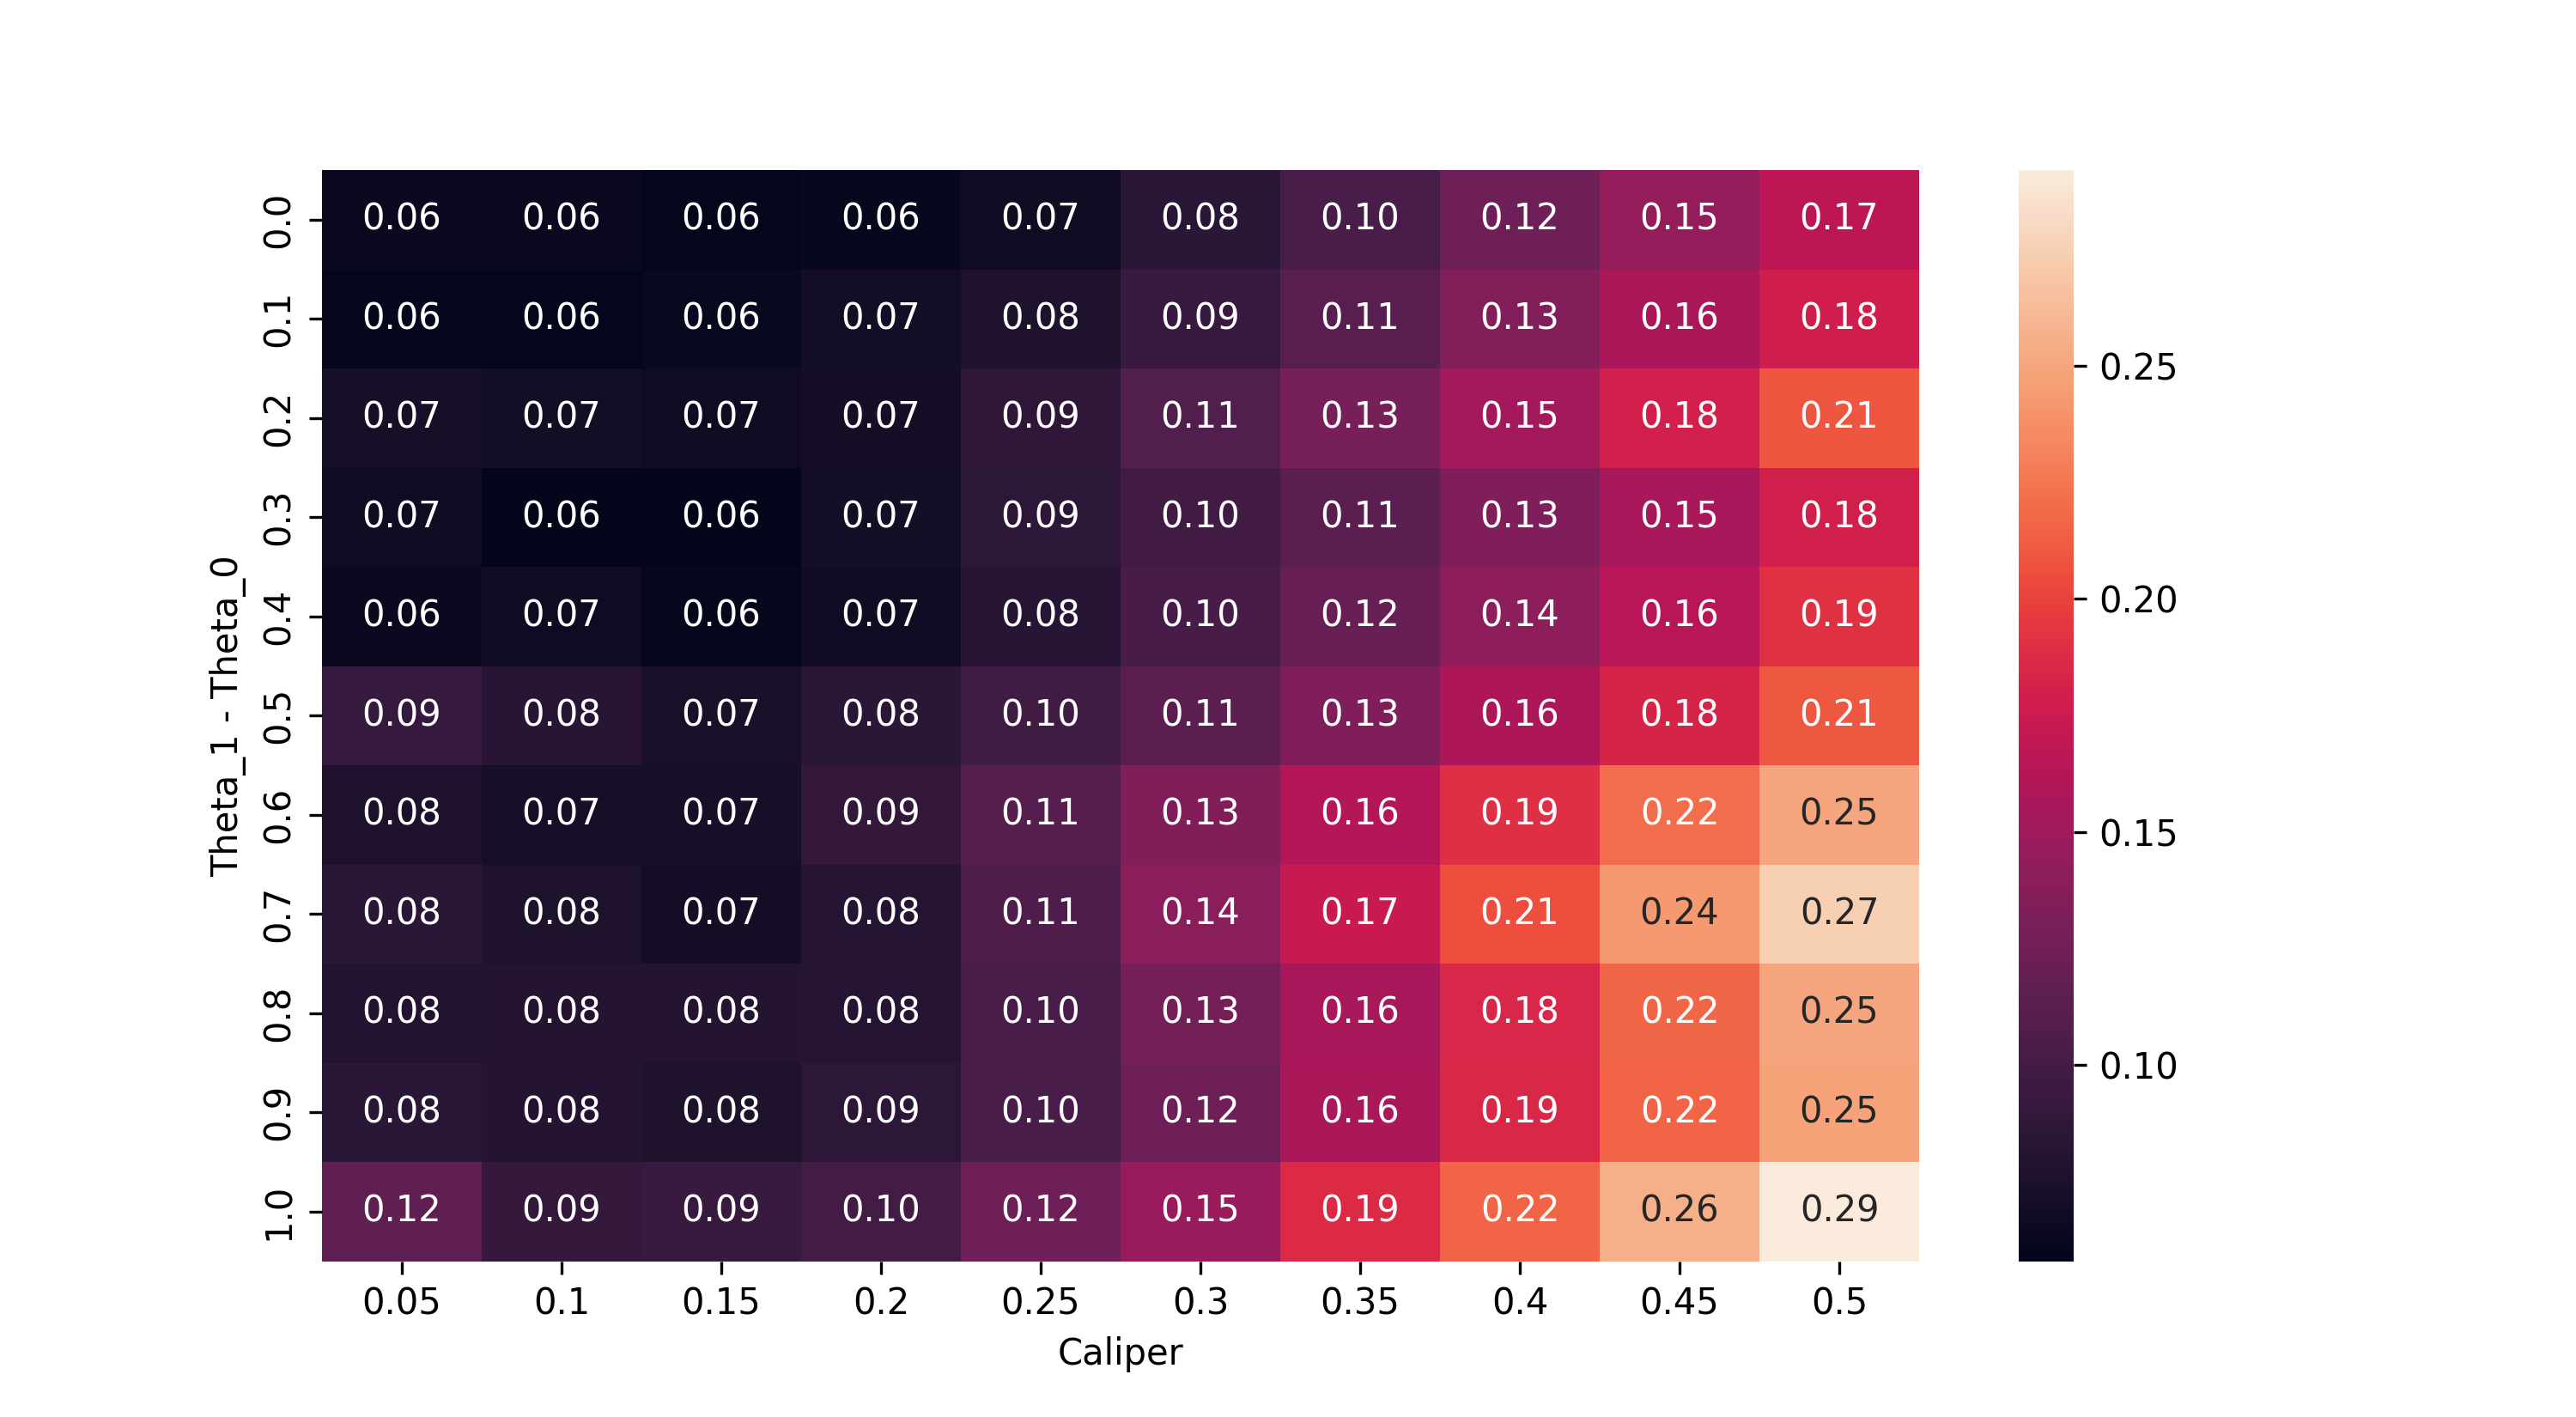 0.0 0.06 0.06 0.06 0.06 0.07 0.08 0.10 0.12 0.15 0.17
0.1 0.06 0.06 0.06 0.07 0.08 0.09 0.11 0.13 0.16 0.18
0.2 0.07 0.07 0.07 0.07 0.09 0.11 0.13 0.15 0.18 0.21
0.3 0.07 0.06 0.06 0.07 0.09 0.10 0.11 0.13 0.15 0.18
0.4 0.06 0.07 0.06 0.07 0.08 0.10 0.12 0.14 0.16 0.19
0.5 0.09 0.08 0.07 0.08 0.10 0.11 0.13 0.16 0.18 0.21
0.6 0.08 0.07 0.07 0.09 0.11 0.13 0.16 0.19 0.22 0.25
0.7 0.08 0.08 0.07 0.08 0.11 0.14 0.17 0.21 0.24 0.27
0.8 0.08 0.08 0.08 0.08 0.10 0.13 0.16 0.18 0.22 0.25
0.9 0.08 0.08 0.08 0.09 0.10 0.12 0.16 0.19 0.22 0.25
1.0 0.12 0.09 0.09 0.10 0.12 0.15 0.19 0.22 0.26 0.29
0.05 0.1 0.15 0.2 0.25 0.3 0.35 0.4 0.45 0.5
Caliper
Theta_1 - Theta_0
0.25
0.20
0.15
0.10